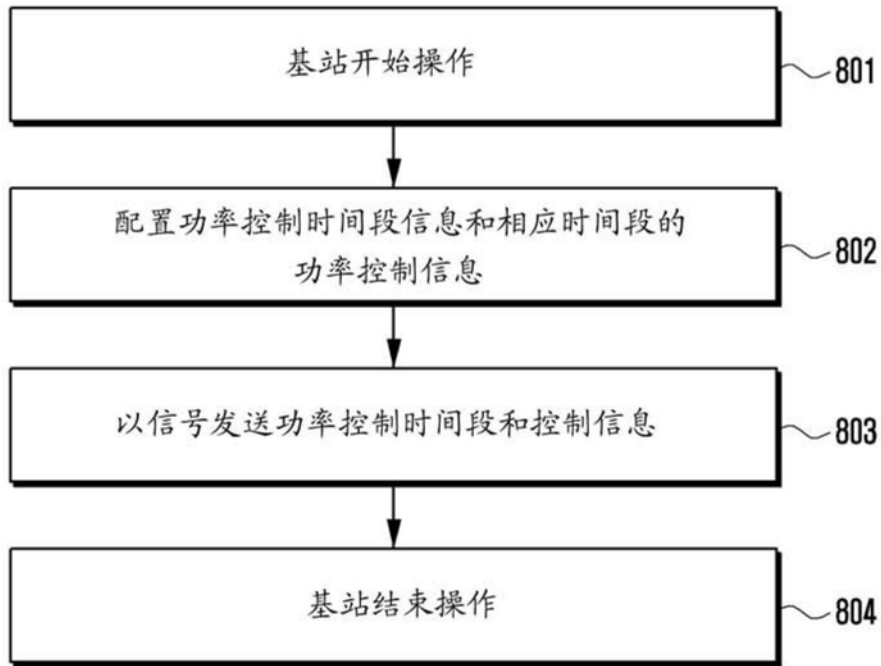 基站开始操作
801
配置功率控制时间段信息和相应时间段的
功率控制信息
802
以信号发送功率控制时间段和控制信息
803
基站结束操作
804